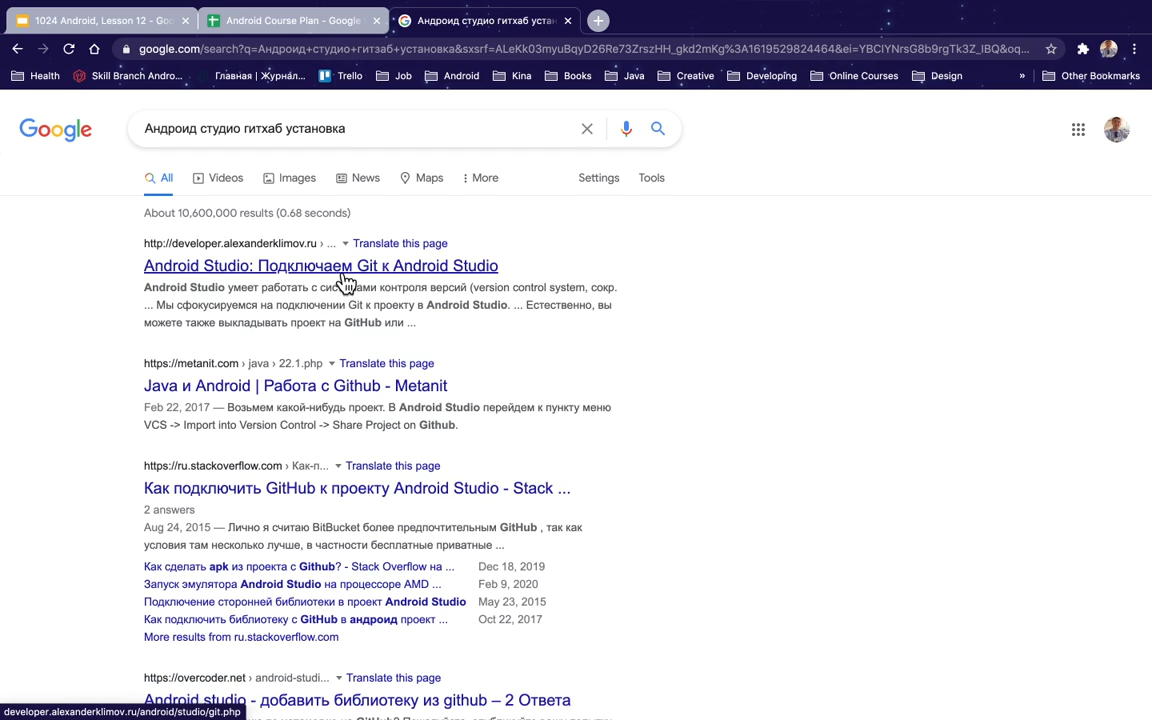 1024 Android, Lesson 12 - Goo
Android Course Plan - Google
Андроид студио гитхаб устан
google.com/search?q=Андроид+студио+гитзаб+установка&sxsrf=ALeKk03myuBqyD26Re73ZrszHH_gkd2mKg%3A1619529824464&ei=YBCIYNrsG8b9rgTk3Z_IBQ&oq...
Health
Skill Branch Andro...
Главная | Журнал...
Trello
Job
Android
Kina
Books
Java
Creative
Developing
Online Courses
Design
»
Other Bookmarks
Google
Андроид студио гитхаб установка
All
Videos
Images
News
Maps
More
Settings
Tools
About 10,600,000 results (0.68 seconds)
http://developer.alexanderklimov.ru › ... Translate this page
Android Studio: Подключаем Git к Android Studio
Android Studio умеет работать с системами контроля версий (version control system, сокр.
... Мы сфокусируемся на подключении Git к проекту в Android Studio. ... Естественно, вы
можете также выкладывать проект на GitHub или ...
https://metanit.com › java › 22.1.php Translate this page
Java и Android | Работа с Github - Metanit
Feb 22, 2017 — Возьмем какой-нибудь проект. В Android Studio перейдем к пункту меню
VCS -> Import into Version Control -> Share Project on Github.
https://ru.stackoverflow.com › Как-п... Translate this page
Как подключить GitHub к проекту Android Studio - Stack ...
2 answers
Aug 24, 2015 — Лично я считаю BitBucket более предпочтительным GitHub , так как
условия там несколько лучше, в частности бесплатные приватные ...
Как сделать apk из проекта с Github? - Stack Overflow на ... Dec 18, 2019
Запуск эмулятора Android Studio на процессоре AMD ... Feb 9, 2020
Подключение сторонней библиотеки в проект Android Studio May 23, 2015
Как подключить библиотеку с GitHub в андроид проект ... Oct 22, 2017
More results from ru.stackoverflow.com
https://overcoder.net › android-studi... Translate this page
Android studio - добавить библиотеку из github – 2 Ответа
developer.alexanderklimov.ru/android/studio/git.php